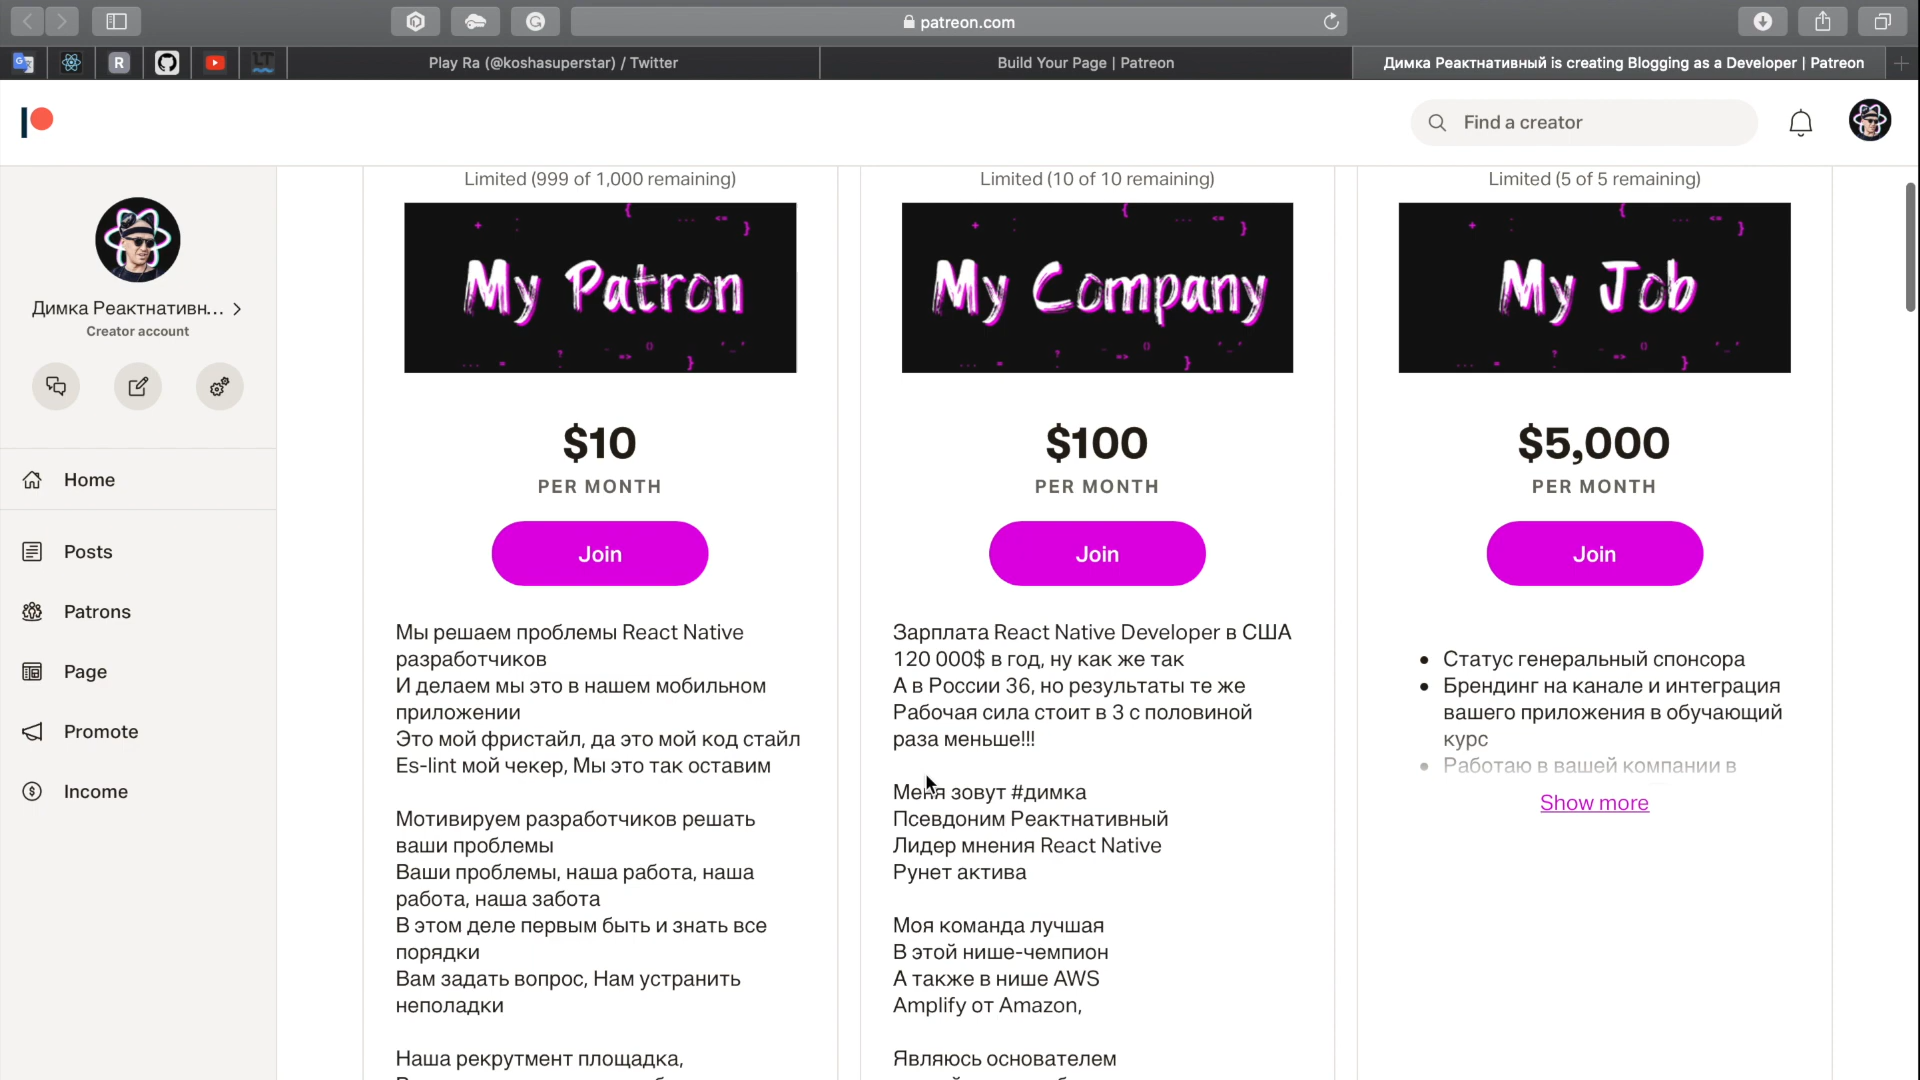 patreon.com
Play Ra (@koshasuperstar) / Twitter
Build Your Page | Patreon
Димка Реактнативный is creating Blogging as a Developer | Patreon
Find a creator
Димка Реактнативн...
Creator account
Home
Posts
Patrons
Page
Promote
Income
Limited (999 of 1,000 remaining)
My Patron
$10
PER MONTH
Join
Мы решаем проблемы React Native
разработчиков
И делаем мы это в нашем мобильном
приложении
Это мой фристайл, да это мой код стайл
Es-lint мой чекер, Мы это так оставим
Мотивируем разработчиков решать
ваши проблемы
Ваши проблемы, наша работа, наша
работа, наша забота
В этом деле первым быть и знать все
порядки
Вам задать вопрос, Нам устранить
неполадки
Наша рекрутмент площадка,
Limited (10 of 10 remaining)
My Company
$100
PER MONTH
Join
Зарплата React Native Developer в США
120 000$ в год, ну как же так
А в России 36, но результаты те же
Рабочая сила стоит в 3 с половиной
раза меньше!!!
Меня зовут #димка
Псевдоним Реактнативный
Лидер мнения React Native
Рунет актива
Моя команда лучшая
В этой нише-чемпион
А также в нише AWS
Amplify от Amazon,
Являюсь основателем
Limited (5 of 5 remaining)
My Job
$5,000
PER MONTH
Join
Статус генеральный спонсора
Брендинг на канале и интеграция
вашего приложения в обучающий
курс
Работаю в вашей компании в
Show more